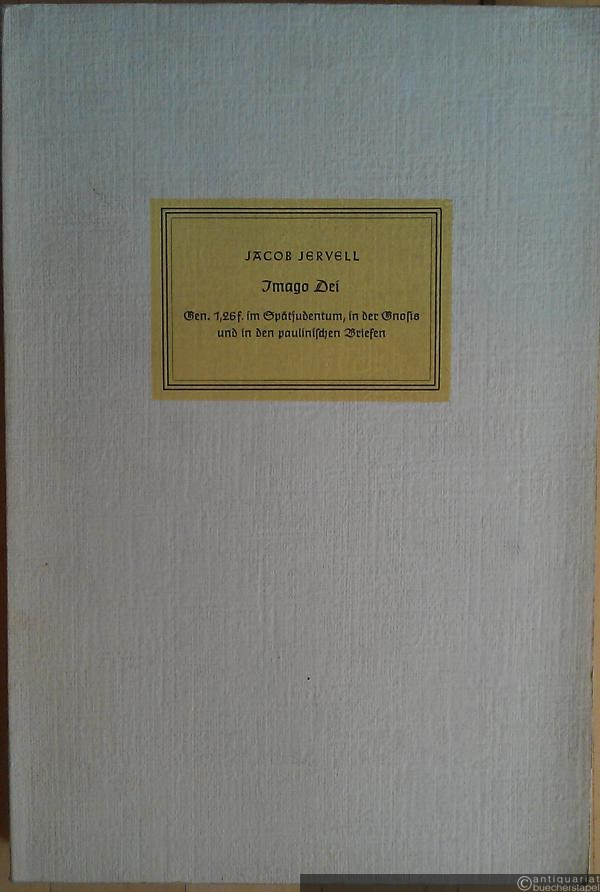 JACOB JERVELL
Imago Dei
Gen. 1,26f. im Spätjudentum, in der Gnosis
und in den paulinischen Briefen
©antiquariat
buecherstapel